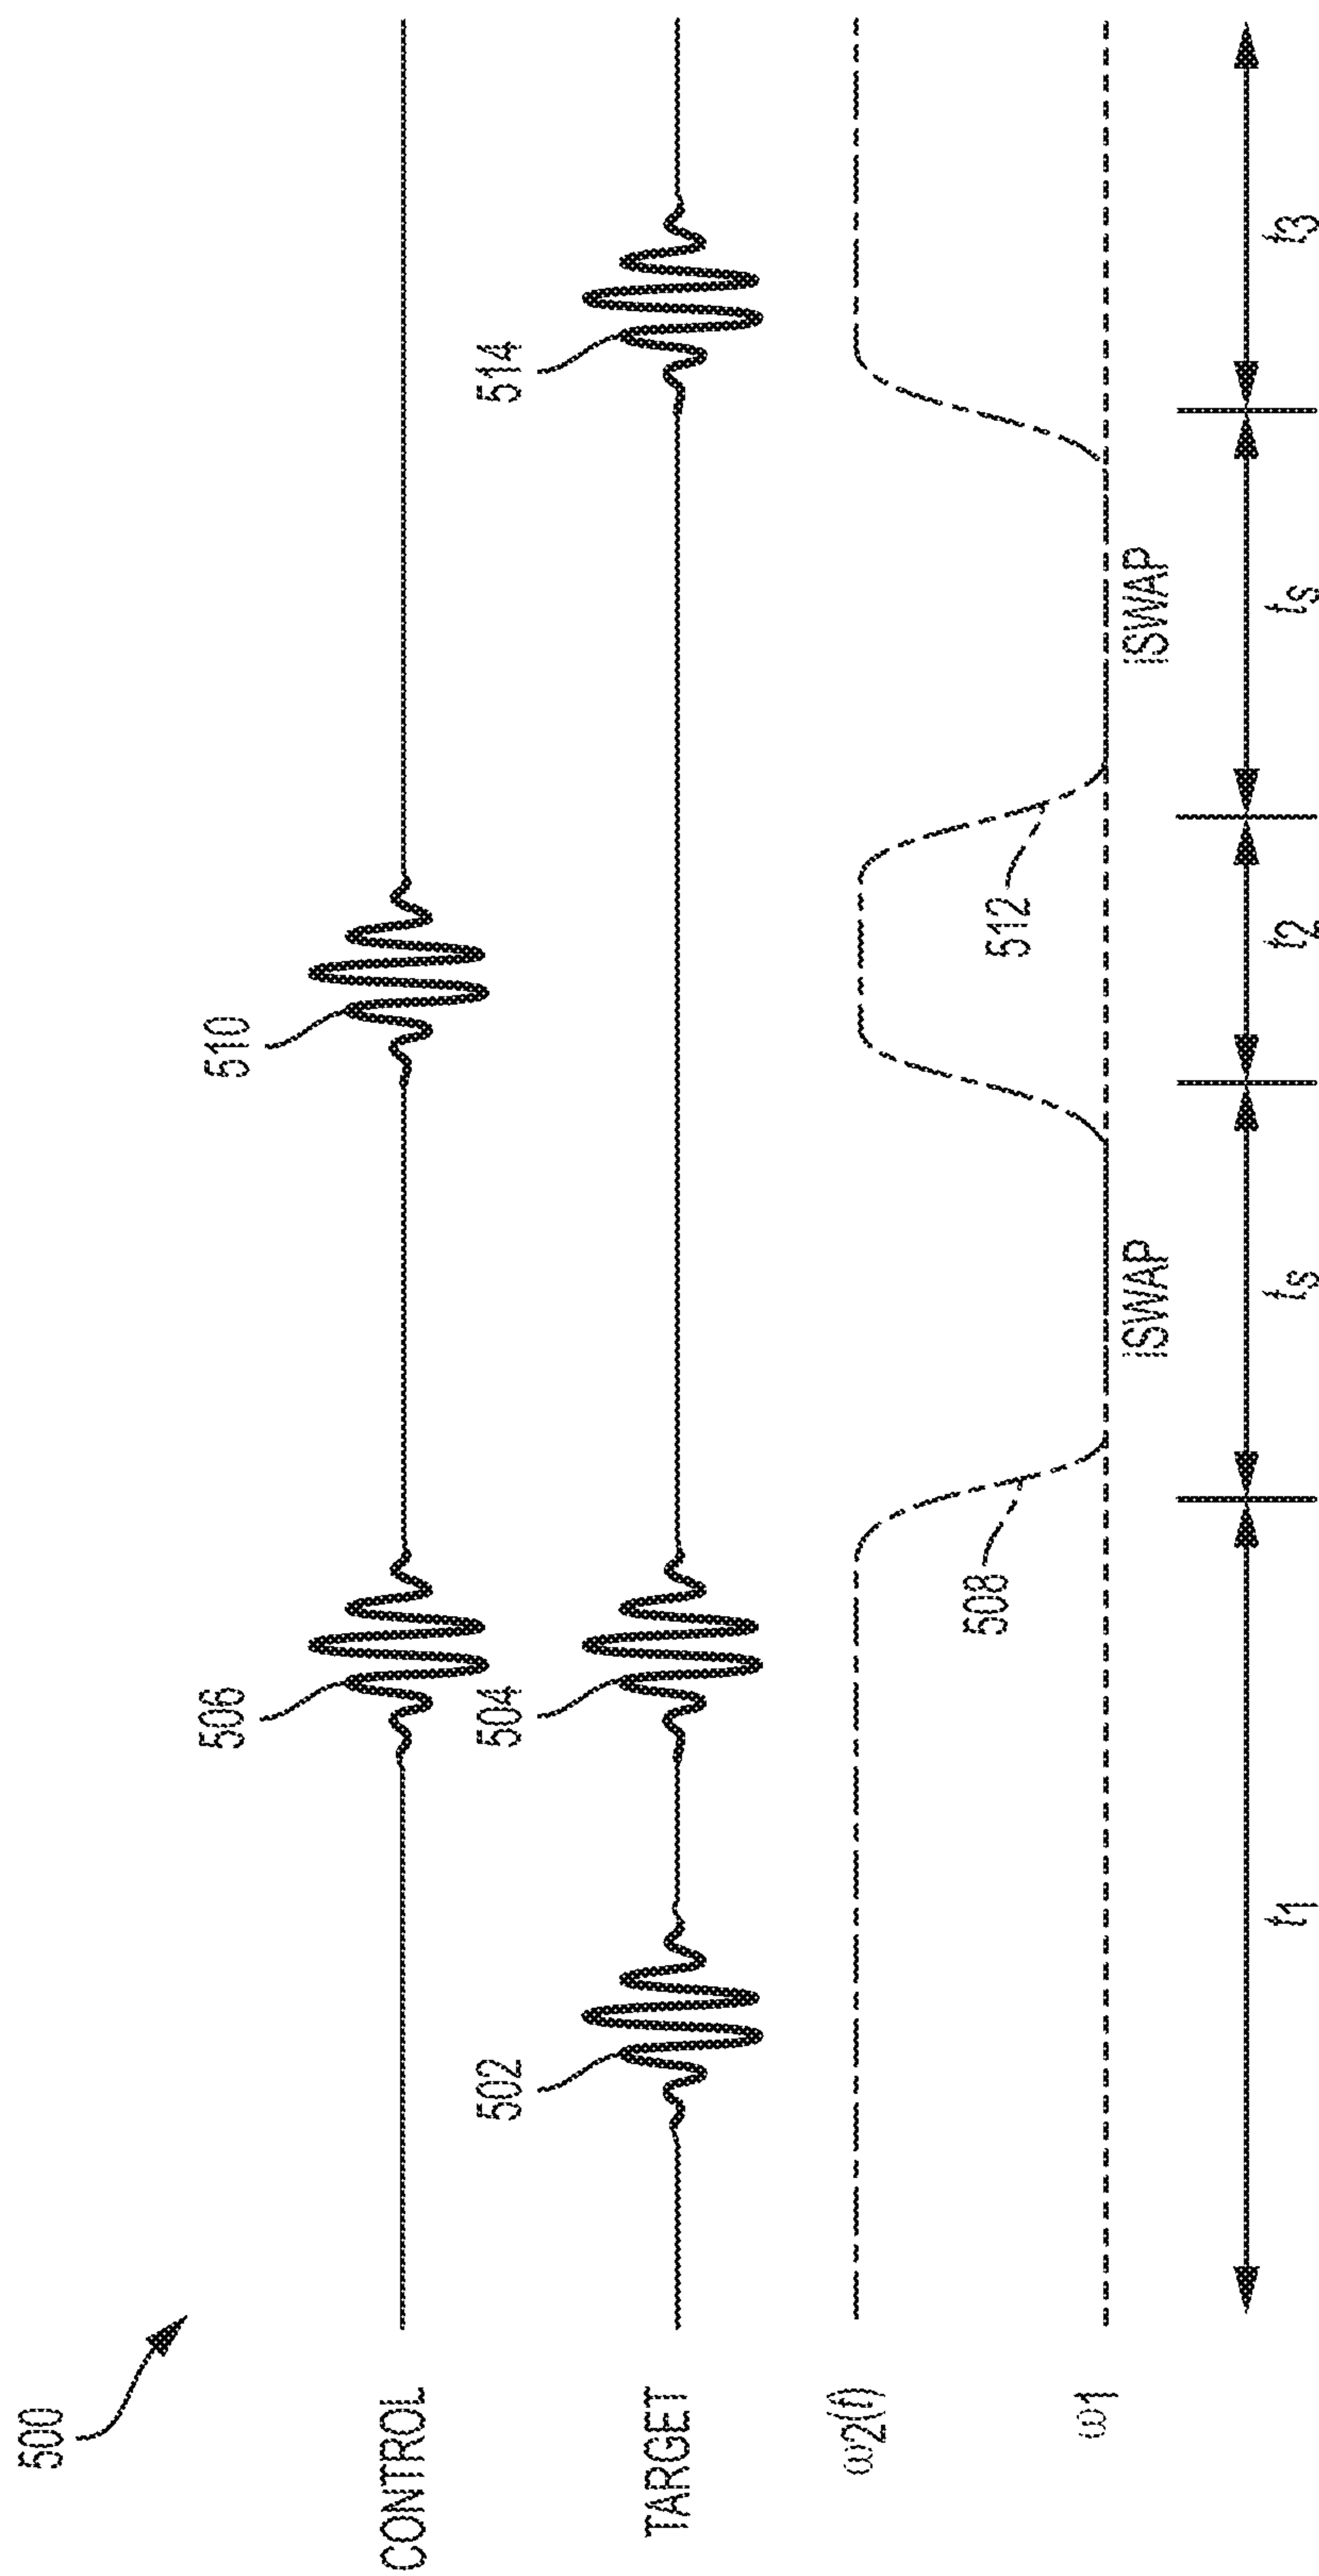 500
CONTROL
506
510
TARGET
502
504
514
ω2(t)
508
512
ω1
iSWAP
iSWAP
t1
ts
t2
ts
t3